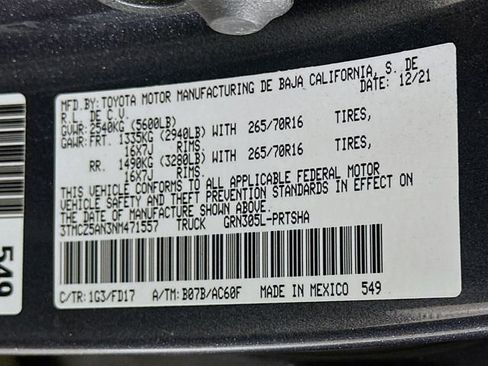 MFD.BY: TOYOTA MOTOR MANUFACTURING DE BAJA CALIFORNIA, S. DE
R.L. DE C.V. DATE: 12/21
GVWR: 2540KG (5600LB)
GAWR: FRT. 1335KG (2940LB) WITH 265/70R16 TIRES,
16X7J RIMS.
RR. 1490KG (3280LB) WITH 265/70R16 TIRES,
16X7J RIMS.
THIS VEHICLE CONFORMS TO ALL APPLICABLE FEDERAL MOTOR
VEHICLE SAFETY AND THEFT PREVENTION STANDARDS IN EFFECT ON
THE DATE OF MANUFACTURE SHOWN ABOVE.
3TMCZ5AN3NM471557 TRUCK GRN305L-PRTSHA
C/TR: 1G3/FD17 A/TM: B07B/AC60F MADE IN MEXICO 549
549